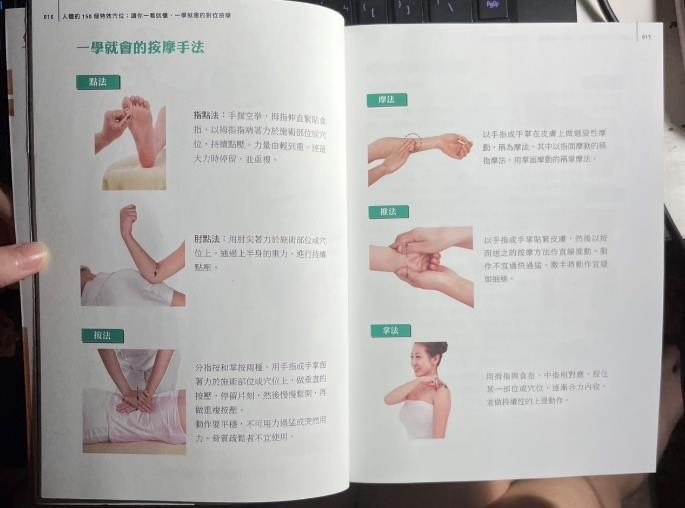 016 人體的 150 個特效穴位：讓你一看就懂、一學就會的對症按摩
一學就會的按摩手法
點法
指點法：手握空拳，拇指伸直緊貼食
指，以拇指指端著力於施術部位或穴
位，持續點壓，力量由輕到重，達最
大力時停留，並重複。
肘點法：用肘尖著力於施術部位或穴
位上，通過上半身的重力，進行持續
點壓。
按法
分指按和掌按兩種。用手指或手掌面
著力於施術部位或穴位上，做垂直的
按壓，停留片刻，然後慢慢鬆開，再
做重複按壓。
動作要平穩，不可用力過猛或突然用
力。骨質疏鬆者不宜使用。
017
摩法
以手指或手掌在皮膚上做迴旋性摩
動，稱為摩法。其中以指面摩動的稱
指摩法，用掌面摩動的稱掌摩法。
推法
以手指或手掌貼緊皮膚，然後以按
而送之的按摩方法作直線推動。動
作不宜過快過猛，撤手時動作宜緩
如抽絲。
拿法
用拇指與食指、中指相對應，捏住
某一部位或穴位，逐漸合力內收，
並做持續性的上提動作。